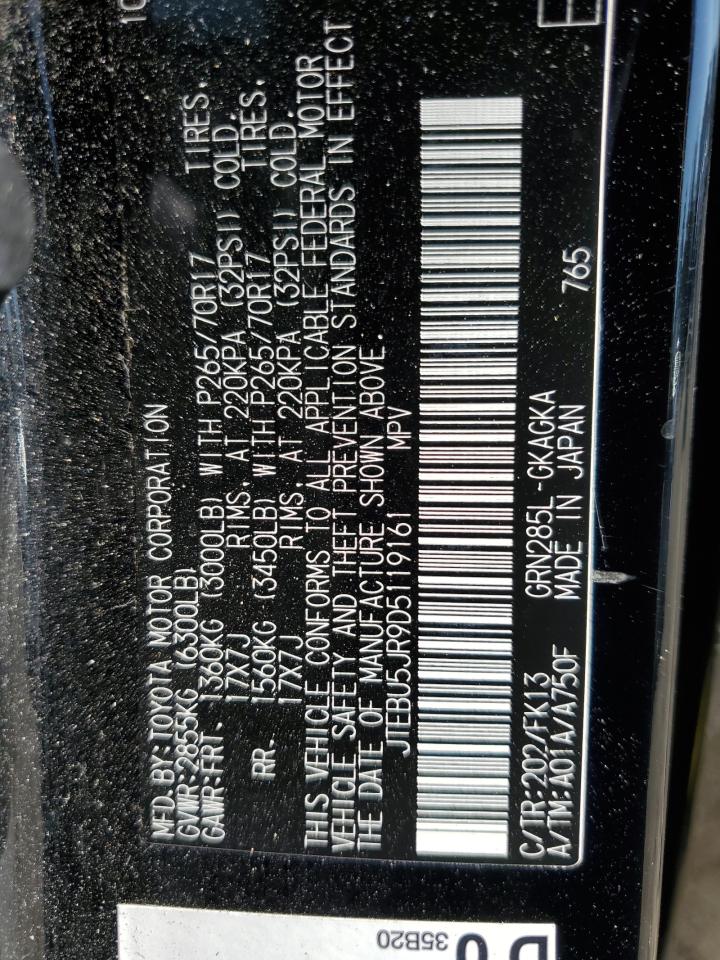 MFD. BY: TOYOTA MOTOR CORPORATION
GVWR: 2855KG (6300LB)
GAWR: FRT. 1360KG (3000LB) WITH P265/70R17 TIRES.
17X7J RIMS. AT 220KPA (32PSI) COLD.
RR. 1560KG (3450LB) WITH P265/70R17 TIRES.
17X7J RIMS, AT 220KPA (32PSI) COLD.
THIS VEHICLE CONFORMS TO ALL APPLICABLE FEDERAL MOTOR
VEHICLE SAFETY AND THEFT PREVENTION STANDARDS IN EFFECT
THE DATE OF MANUFACTURE SHOWN ABOVE.
JTEBU5JR9D5119161 MPV
C/TR: 202/FK13 GRN285L-GKAGKA
A/TM: A01A/A750F MADE IN JAPAN 765
35B20